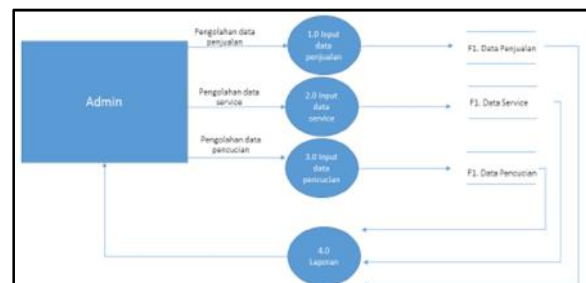 Pengolahan data
penjualan
1.0 Input
data
penjualan
F1. Data Penjualan
Admin
Pengolahan data
service
2.0 Input
data
service
F1. Data Service
Pengolahan data
pencucian
3.0 Input
data
pencucian
F1. Data Pencucian
4.0
Laporan